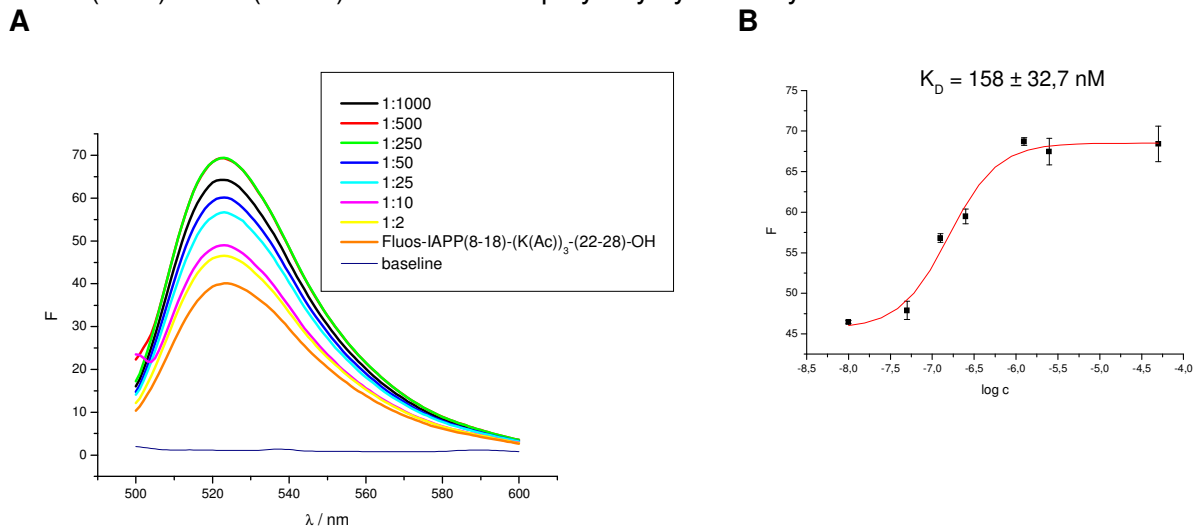 A
B
1:1000
1:500
1:250
1:50
1:25
1:10
1:2
Fluos-IAPP(8-18)-(K(Ac))3-(22-28)-OH
baseline
70
60
50
40
30
20
10
0
F
500 520 540 560 580 600
λ / nm
KD = 158 ± 32,7 nM
75
70
65
60
55
50
45
F
-8,5 -8,0 -7,5 -7,0 -6,5 -6,0 -5,5 -5,0 -4,5 -4,0
log c